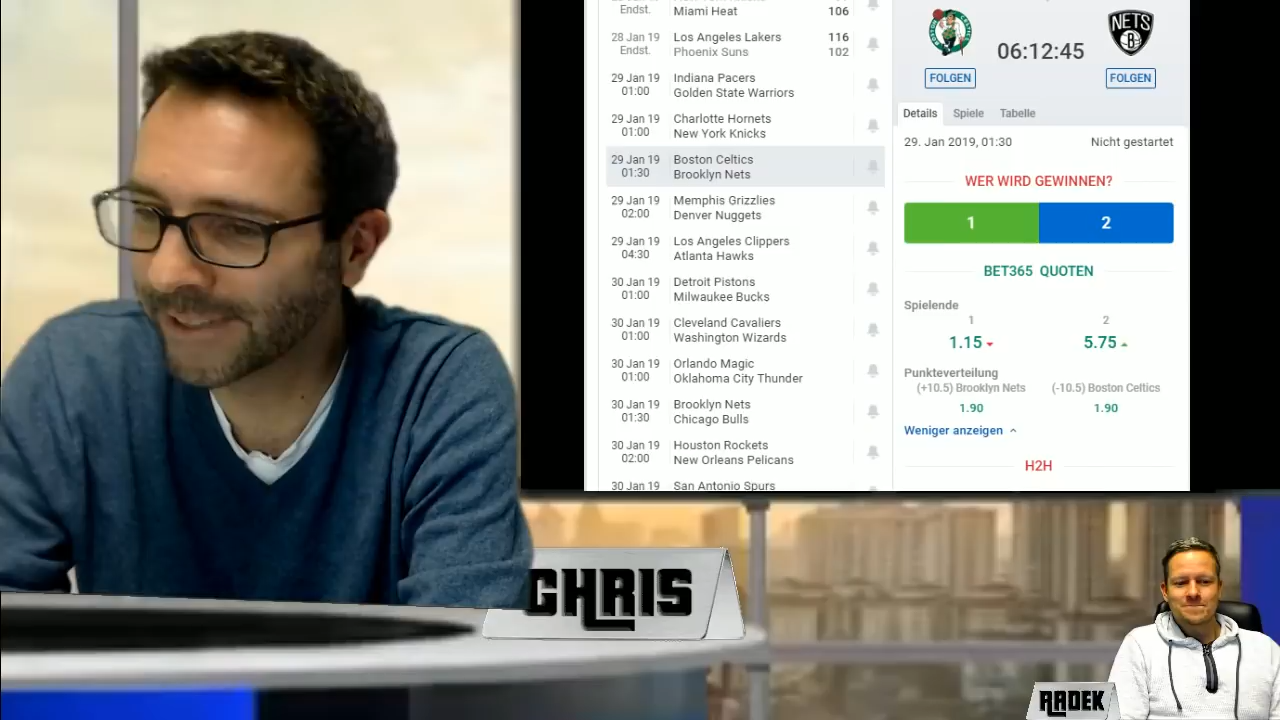 Endst.
Miami Heat 106
28 Jan 19 Los Angeles Lakers 116
Endst. Phoenix Suns 102
29 Jan 19 Indiana Pacers
01:00 Golden State Warriors
29 Jan 19 Charlotte Hornets
01:00 New York Knicks
29 Jan 19 Boston Celtics
01:30 Brooklyn Nets
29 Jan 19 Memphis Grizzlies
02:00 Denver Nuggets
29 Jan 19 Los Angeles Clippers
04:30 Atlanta Hawks
30 Jan 19 Detroit Pistons
01:00 Milwaukee Bucks
30 Jan 19 Cleveland Cavaliers
01:00 Washington Wizards
30 Jan 19 Orlando Magic
01:00 Oklahoma City Thunder
30 Jan 19 Brooklyn Nets
01:30 Chicago Bulls
30 Jan 19 Houston Rockets
02:00 New Orleans Pelicans
30 Jan 19 San Antonio Spurs
BOSTON CELTICS
NETS
B
06:12:45
FOLGEN FOLGEN
Details Spiele Tabelle
29. Jan 2019, 01:30 Nicht gestartet
WER WIRD GEWINNEN?
1 2
BET365 QUOTEN
Spielende
1 2
1.15 5.75
Punkteverteilung
(+10.5) Brooklyn Nets (-10.5) Boston Celtics
1.90 1.90
Weniger anzeigen
H2H
CHRIS
RADEK